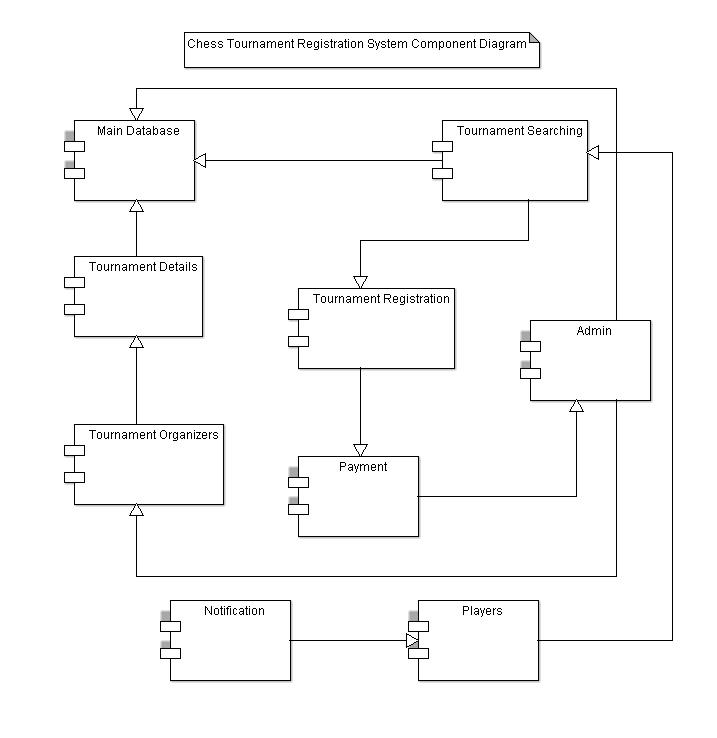 Chess Tournament Registration System Component Diagram
Main Database
Tournament Searching
Tournament Details
Tournament Registration
Admin
Tournament Organizers
Payment
Notification
Players